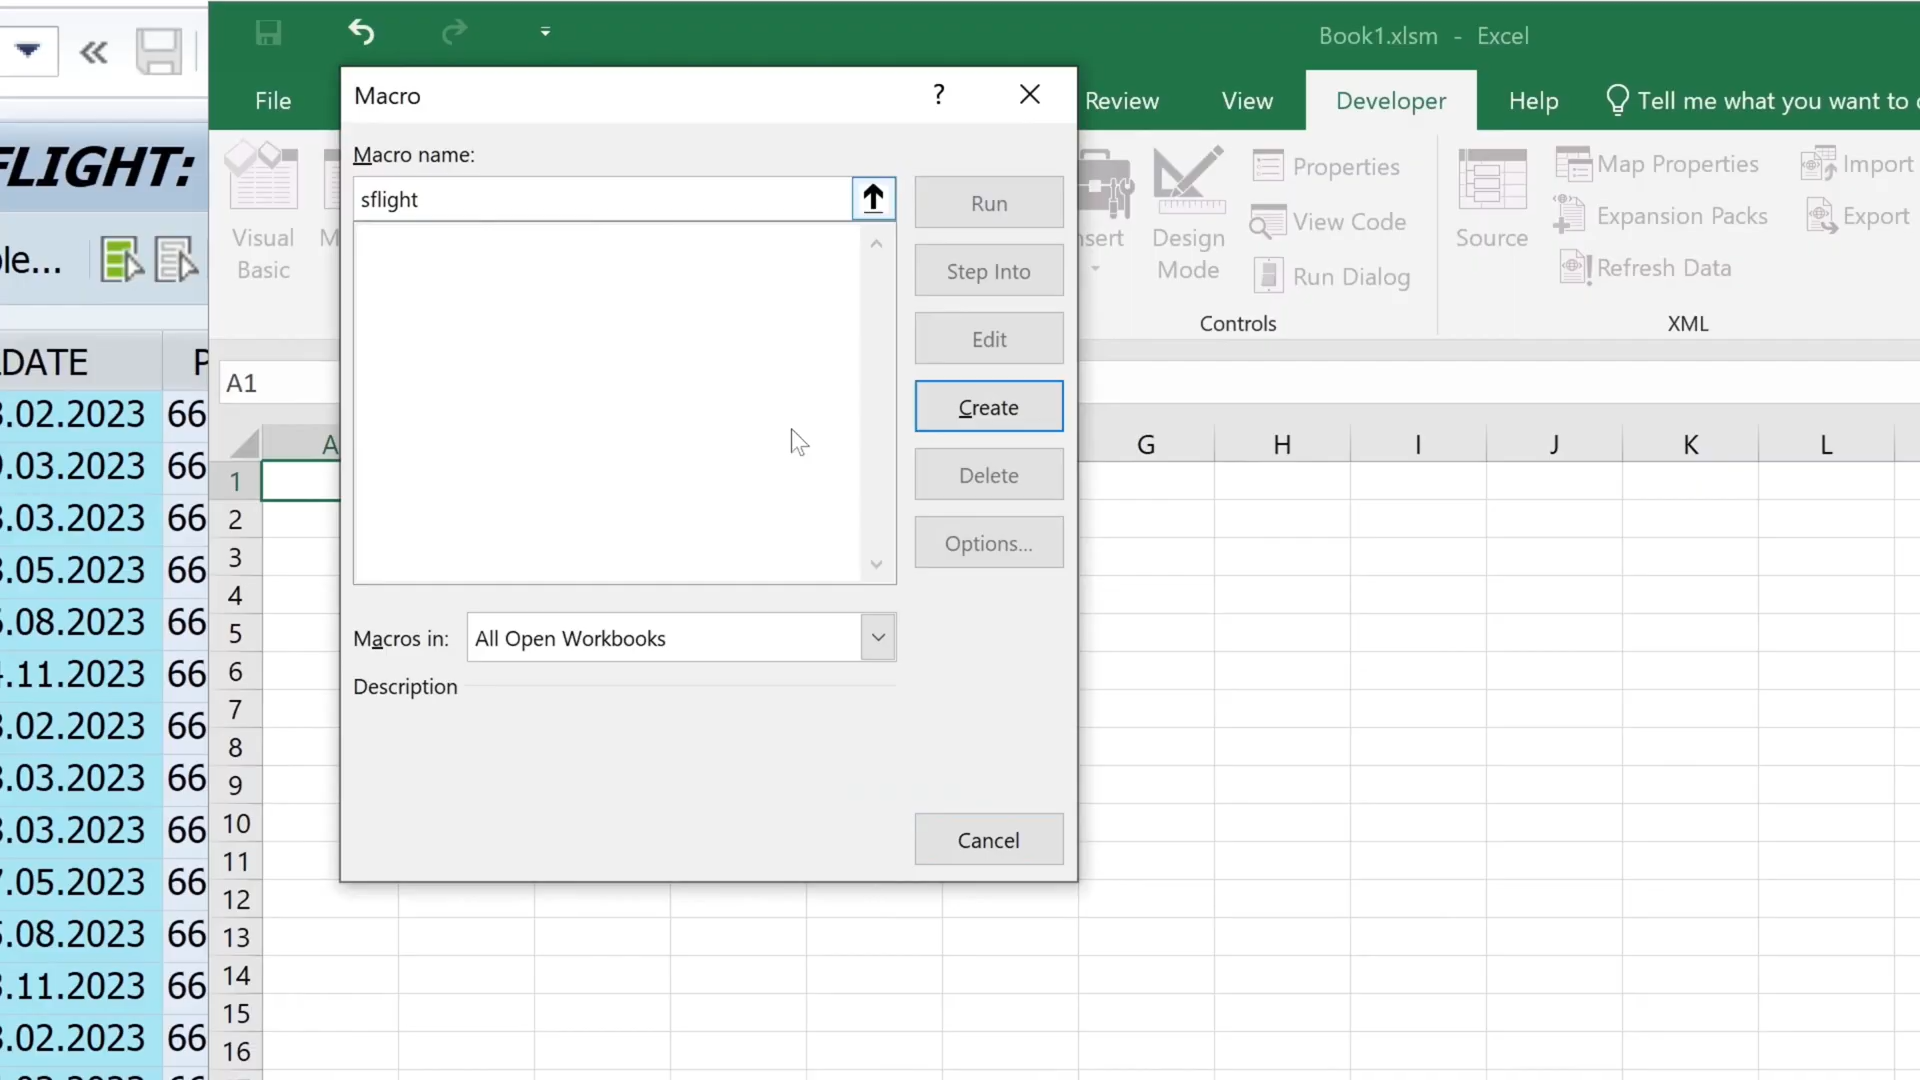 Book1.xlsm - Excel
File
Review
View
Developer
Help
Tell me what you want to
Macro
?
Macro name:
sflight
Run
Step Into
Edit
Create
Delete
Options...
Macros in:
All Open Workbooks
Description
Cancel
Visual
Basic
Design
Mode
Properties
View Code
Run Dialog
Controls
Source
Map Properties
Expansion Packs
Refresh Data
Import
Export
XML
A1
A
G
H
I
J
K
L
1
2
3
4
5
6
7
8
9
10
11
12
13
14
15
16
FLIGHT:
le...
DATE
P
.02.2023 66
.03.2023 66
.03.2023 66
.05.2023 66
.08.2023 66
.11.2023 66
.02.2023 66
.03.2023 66
.03.2023 66
.05.2023 66
.08.2023 66
.11.2023 66
.02.2023 66